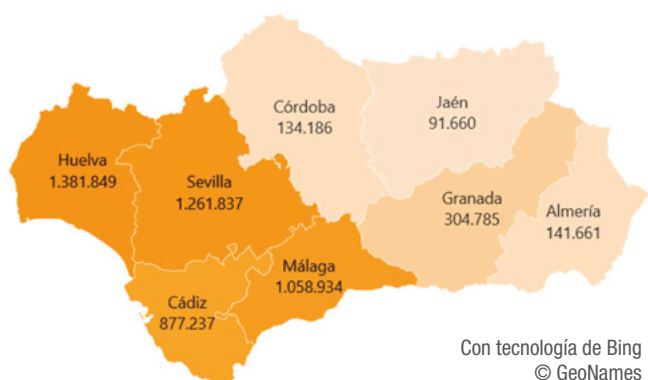 Córdoba
134.186
Jaén
91.660
Huelva
1.381.849
Sevilla
1.261.837
Granada
304.785
Almería
141.661
Málaga
1.058.934
Cádiz
877.237
Con tecnología de Bing
© GeoNames